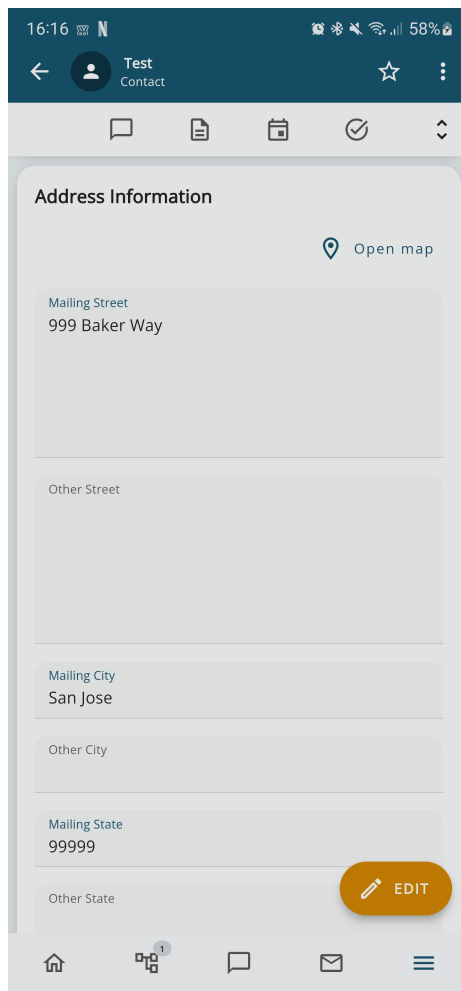 16:16 N 58%
Test
Contact
Address Information
Open map
Mailing Street
999 Baker Way
Other Street
Mailing City
San Jose
Other City
Mailing State
99999
EDIT
Other State
1